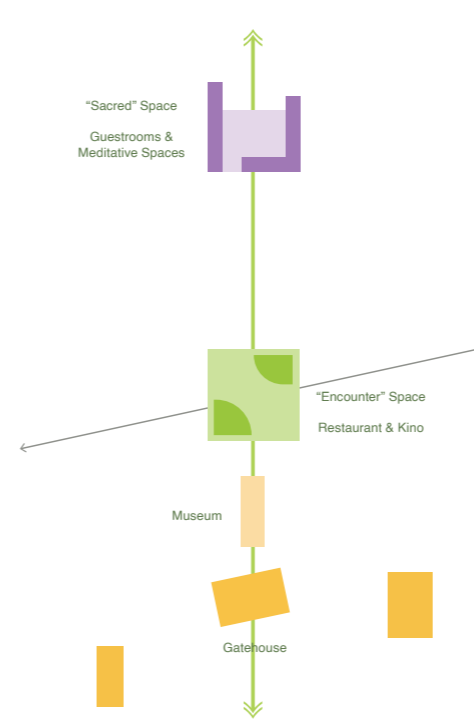 “Sacred” Space
Guestrooms &
Meditative Spaces
“Encounter” Space
Restaurant & Kino
Museum
Gatehouse